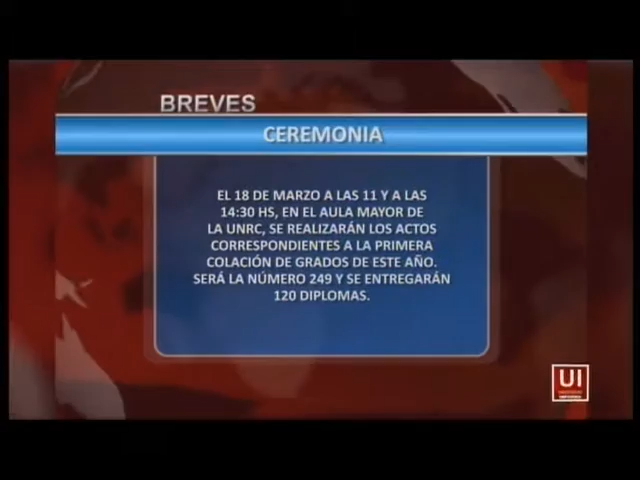 BREVES
CEREMONIA
EL 18 DE MARZO A LAS 11 Y A LAS
14:30 HS, EN EL AULA MAYOR DE
LA UNRC, SE REALIZARÁN LOS ACTOS
CORRESPONDIENTES A LA PRIMERA
COLACIÓN DE GRADOS DE ESTE AÑO.
SERÁ LA NÚMERO 249 Y SE ENTREGARÁN
120 DIPLOMAS.
UI